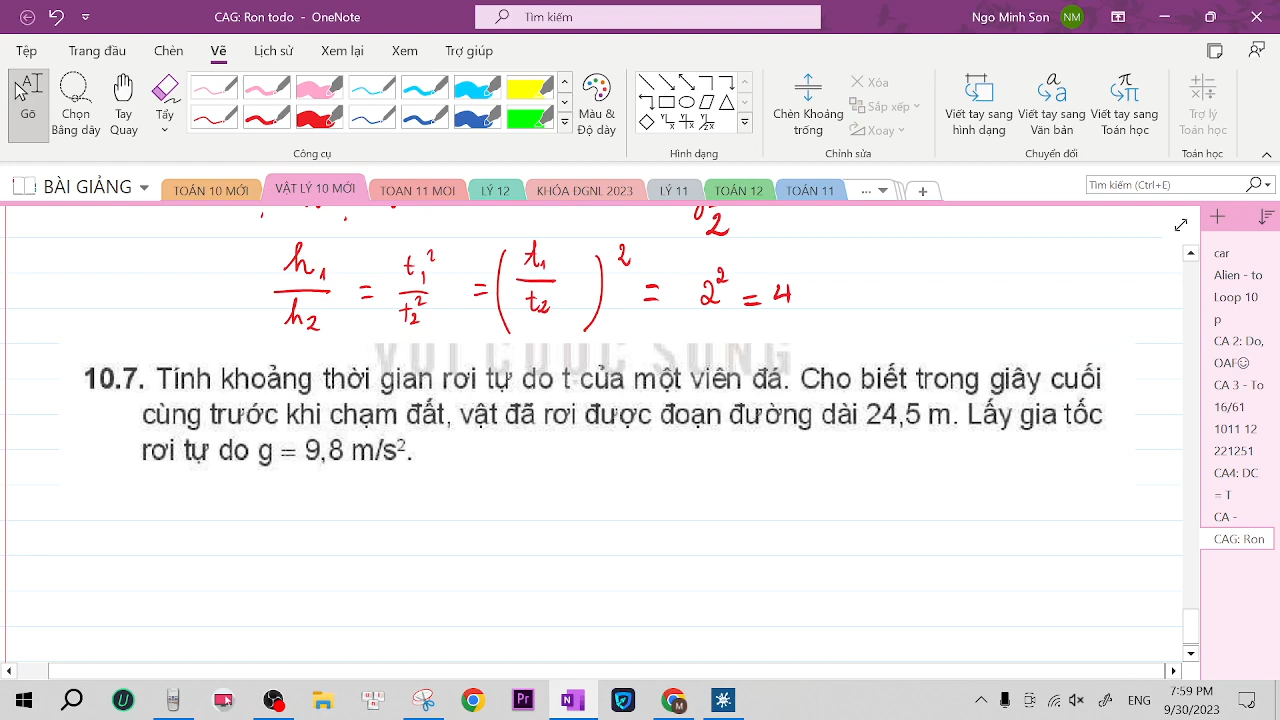 CAG: Ron todo - OneNote
Tìm kiếm
Ngo Minh Son
NM
Tệp
Trang đầu
Chèn
Vẽ
Lịch sử
Xem lại
Xem
Trợ giúp
Gõ
Chọn Bằng dây
Tay Quay
Tẩy
Màu & Độ dày
Chèn Khoảng trống
Xóa
Sắp xếp
Xoay
Viết tay sang hình dạng
Viết tay sang Văn bản
Viết tay sang Toán học
Trợ lý Toán học
Công cụ
Hình dạng
Chỉnh sửa
Chuyển đổi
Toán học
BÀI GIẢNG
TOÁN 10 MỚI
VẬT LÝ 10 MỚI
TOAN 11 MOI
LÝ 12
KHÓA ĐGNL 2023
LÝ 11
TOÁN 12
TOÁN 11
...
Tìm kiếm (Ctrl+E)
2
h₁/h₂ = t₁²/t₂² = (t₁/t₂)² = 2² = 4
10.7. Tính khoảng thời gian rơi tự do t của một viên đá. Cho biết trong giây cuối
cùng trước khi chạm đất, vật đã rơi được đoạn đường dài 24,5 m. Lấy gia tốc
rơi tự do g = 9,8 m/s².
car
Alien - to
Loop 10
p
CA 2: Do,
OAF
CA 3 - To
16/61
1011 12
221251
CA4: DC
= T
CA -
CAG: Ron
ENG
7:59 PM
9/30/2023